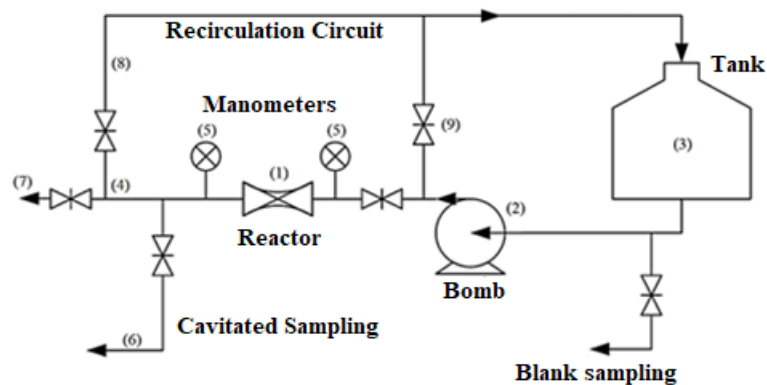 Recirculation Circuit
Tank
(8)
Manometers
(5)
(5)
(9)
(3)
(1)
(7)
(4)
(2)
Reactor
Bomb
Cavitated Sampling
(6)
Blank sampling